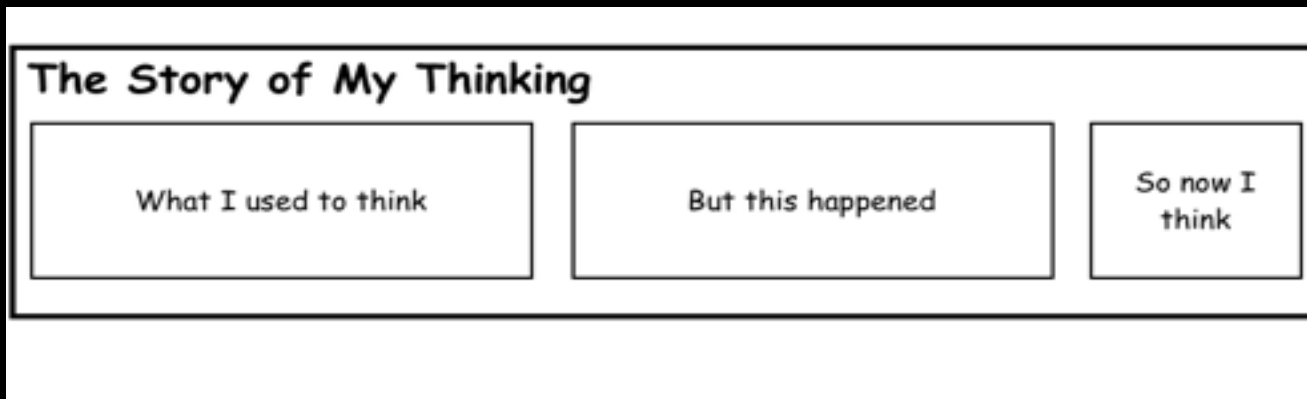 The Story of My Thinking
What I used to think
But this happened
So now I
think